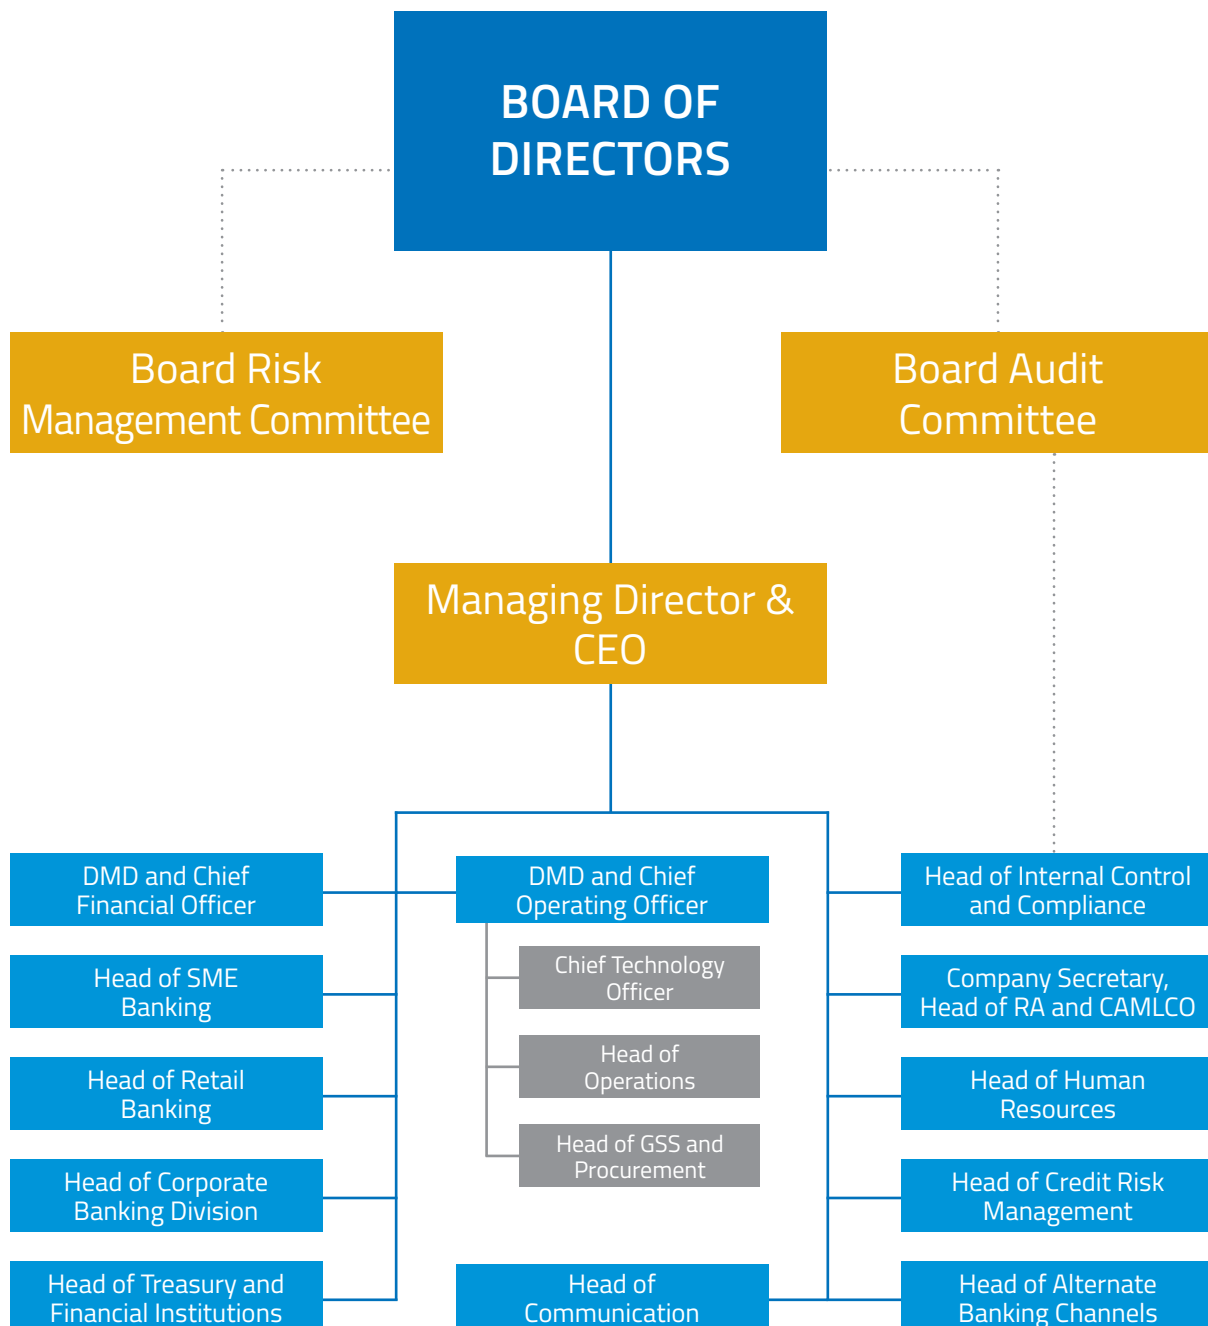 BOARD OF
DIRECTORS
Board Risk
Management Committee
Board Audit
Committee
Managing Director &
CEO
DMD and Chief
Financial Officer
Head of SME
Banking
Head of Retail
Banking
Head of Corporate
Banking Division
Head of Treasury and
Financial Institutions
DMD and Chief
Operating Officer
Chief Technology
Officer
Head of
Operations
Head of GSS and
Procurement
Head of
Communication
Head of Internal Control
and Compliance
Company Secretary,
Head of RA and CAMLCO
Head of Human
Resources
Head of Credit Risk
Management
Head of Alternate
Banking Channels